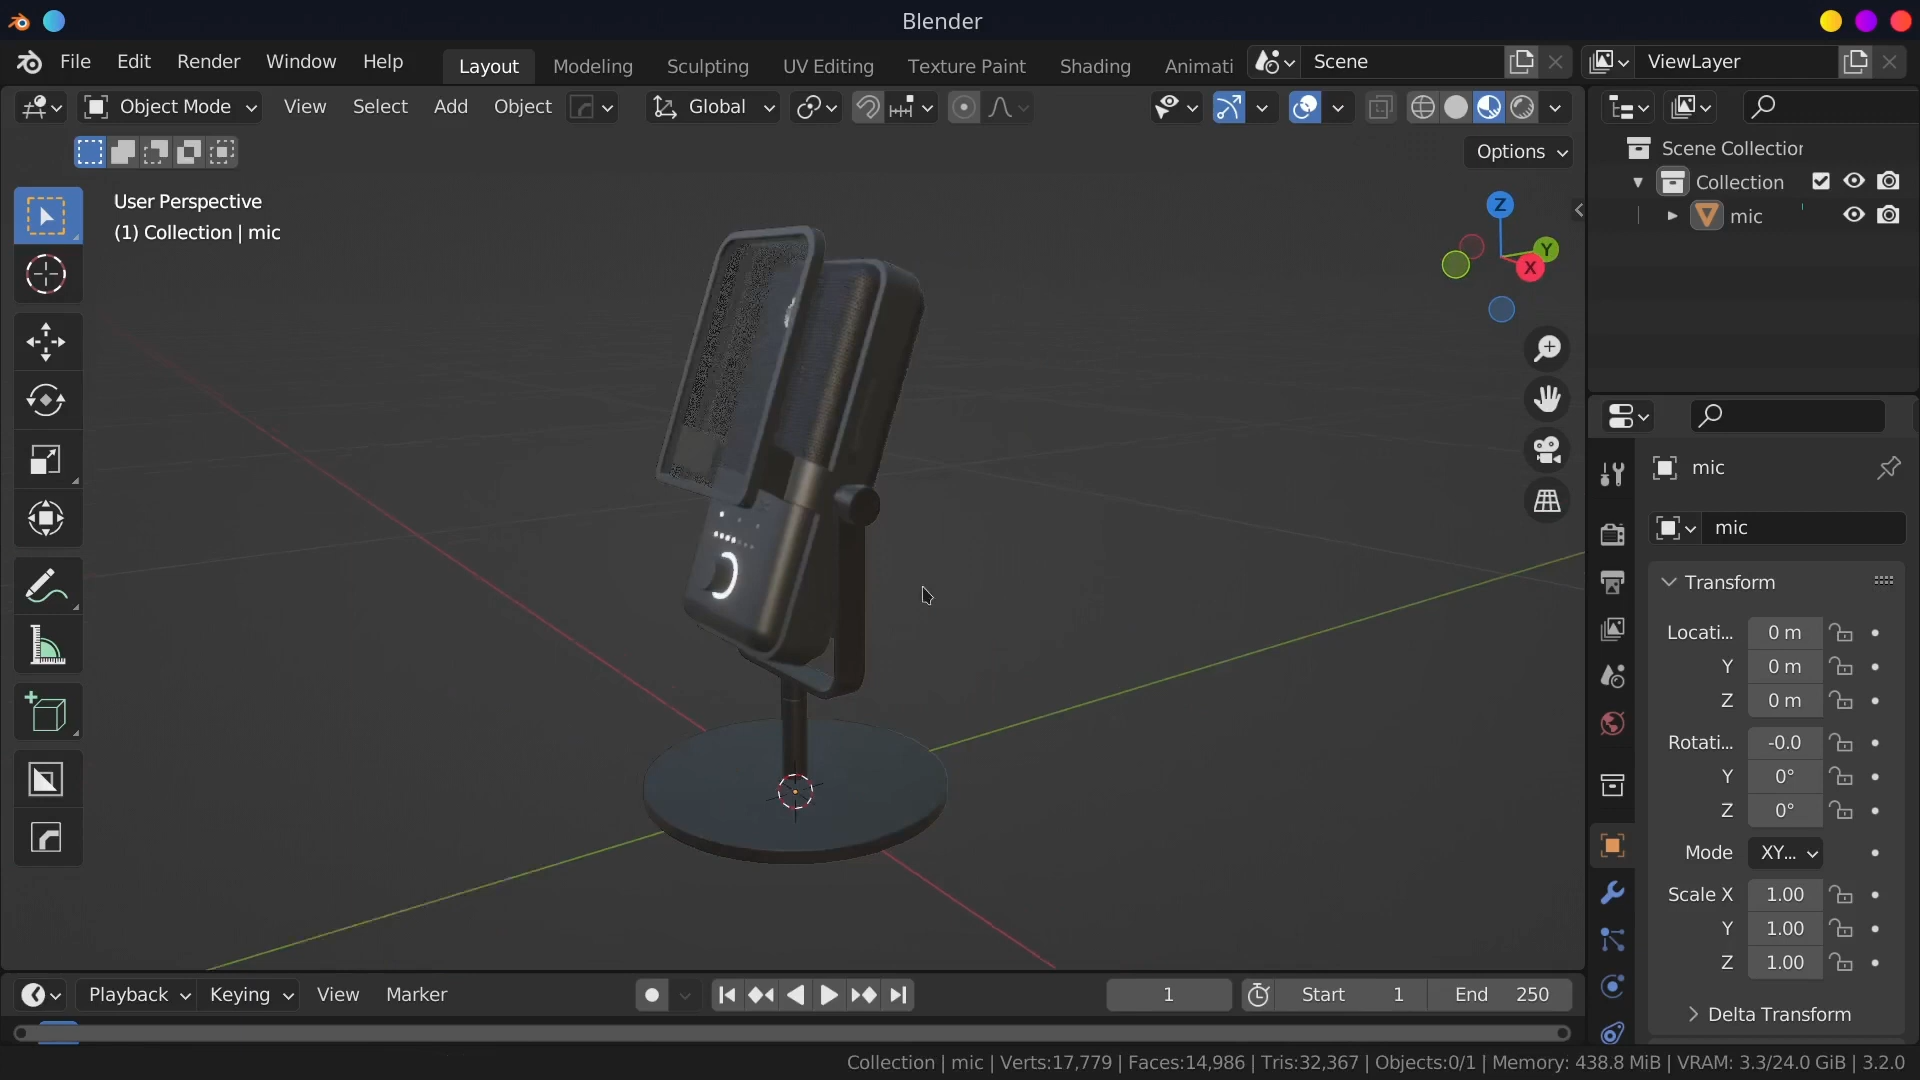 Blender
File Edit Render Window Help
Layout Modeling Sculpting UV Editing Texture Paint Shading Animati
Scene
ViewLayer
Object Mode View Select Add Object Global
Options
User Perspective
(1) Collection | mic
Z
Y
X
Scene Collection
Collection
mic
mic
mic
Transform
Locati... 0 m
Y 0 m
Z 0 m
Rotati... -0.0
Y 0°
Z 0°
Mode XY...
Scale X 1.00
Y 1.00
Z 1.00
Delta Transform
Playback Keying View Marker
1 Start 1 End 250
Collection | mic | Verts:17,779 | Faces:14,986 | Tris:32,367 | Objects:0/1 | Memory: 438.8 MiB | VRAM: 3.3/24.0 GiB | 3.2.0